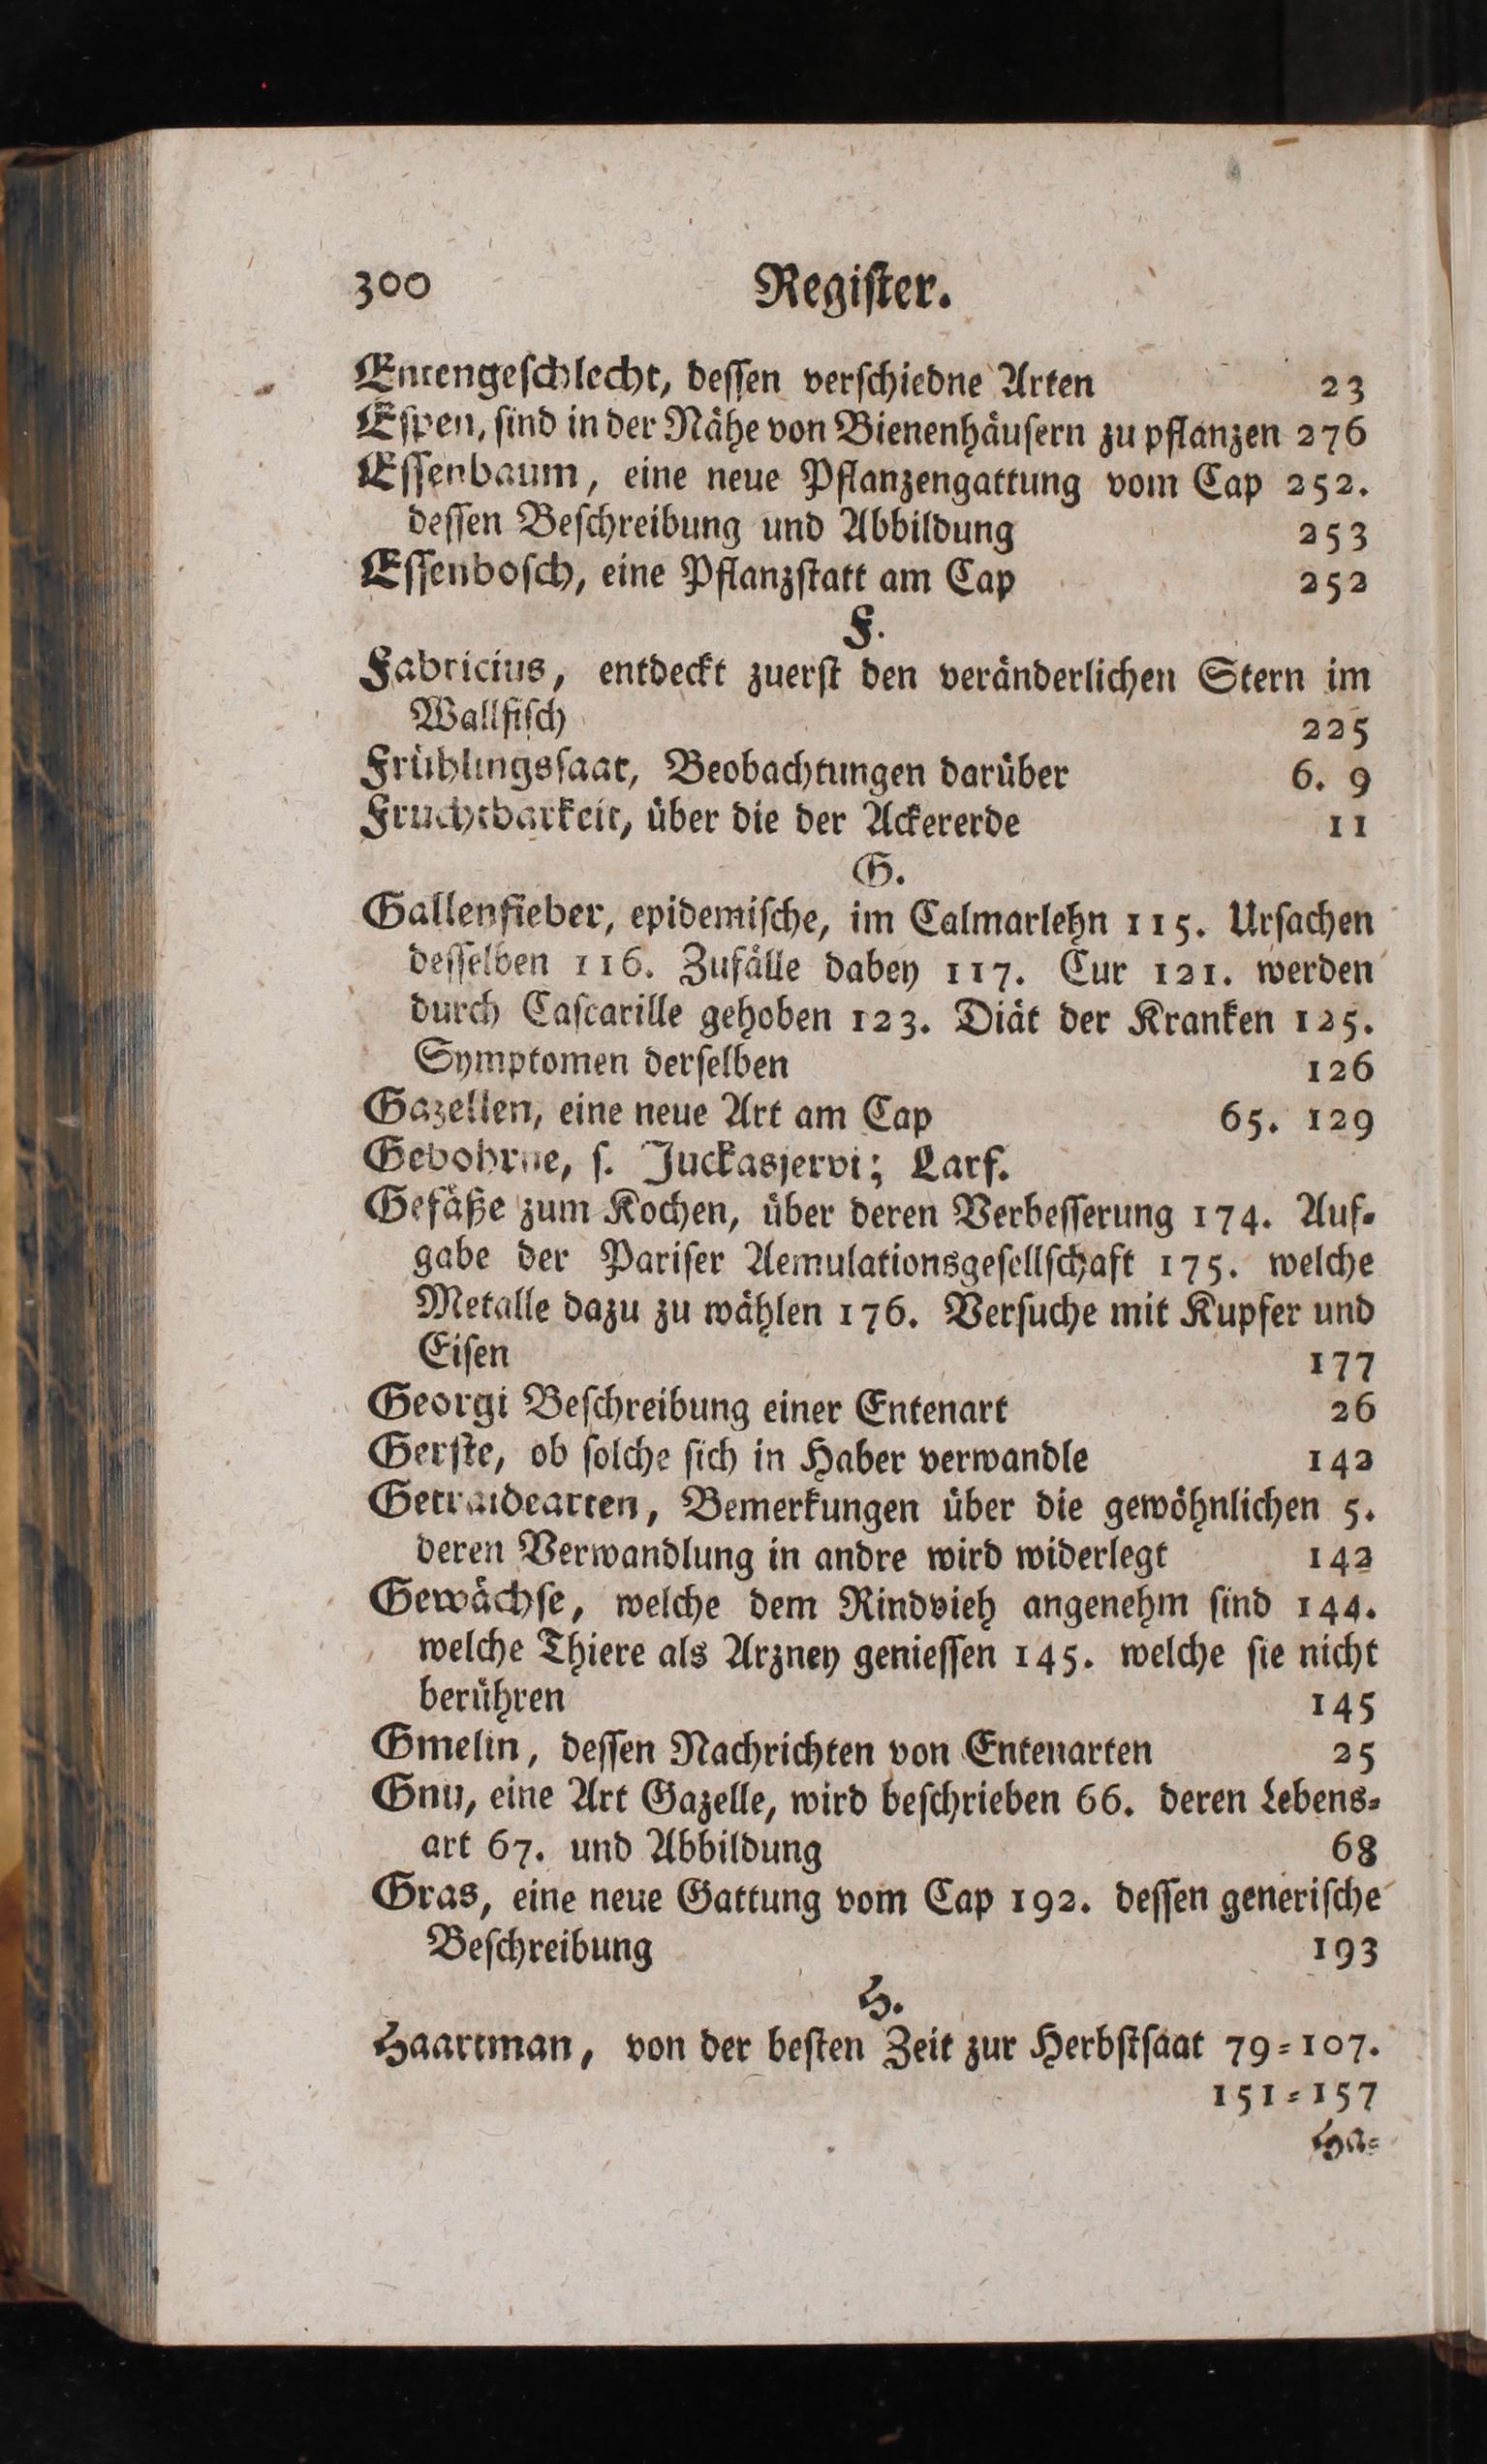 300 Regiſter.
Entengeſchlecht, deſſen verſchiedne Arten 23
Eſpen, ſind in der Nähe von Bienenhäuſern zu pflanzen 276
Eſſenbaum, eine neue Pflanzengattung vom Cap 252.
deſſen Beſchreibung und Abbildung 253
Eſſenboſch, eine Pflanzſtatt am Cap 252
F.
Fabricius, entdeckt zuerſt den veränderlichen Stern im
Wallfiſch 225
Frühlingsſaat, Beobachtungen darüber 6. 9
Fruchtbarkeit, über die der Ackererde 11
G.
Gallenfieber, epidemiſche, im Calmarlehn 115. Urſachen
deſſelben 116. Zufälle dabey 117. Cur 121. werden
durch Caſcarille gehoben 123. Diät der Kranken 125.
Symptomen derſelben 126
Gazellen, eine neue Art am Cap 65. 129
Gebohrne, ſ. Juckasjervi; Larf.
Gefäße zum Kochen, über deren Verbeſſerung 174. Auf⸗
gabe der Pariſer Aemulationsgeſellſchaft 175. welche
Metalle dazu zu wählen 176. Verſuche mit Kupfer und
Eiſen 177
Georgi Beſchreibung einer Entenart 26
Gerſte, ob ſolche ſich in Haber verwandle 142
Getraidearten, Bemerkungen über die gewöhnlichen 5.
deren Verwandlung in andre wird widerlegt 142
Gewächſe, welche dem Rindvieh angenehm ſind 144.
welche Thiere als Arzney genieſſen 145. welche ſie nicht
berühren 145
Gmelin, deſſen Nachrichten von Entenarten 25
Gnu, eine Art Gazelle, wird beſchrieben 66. deren Lebens⸗
art 67. und Abbildung 68
Gras, eine neue Gattung vom Cap 192. deſſen generiſche
Beſchreibung 193
H.
Haartman, von der beſten Zeit zur Herbſtſaat 79⸗107.
151⸗157
Ha⸗